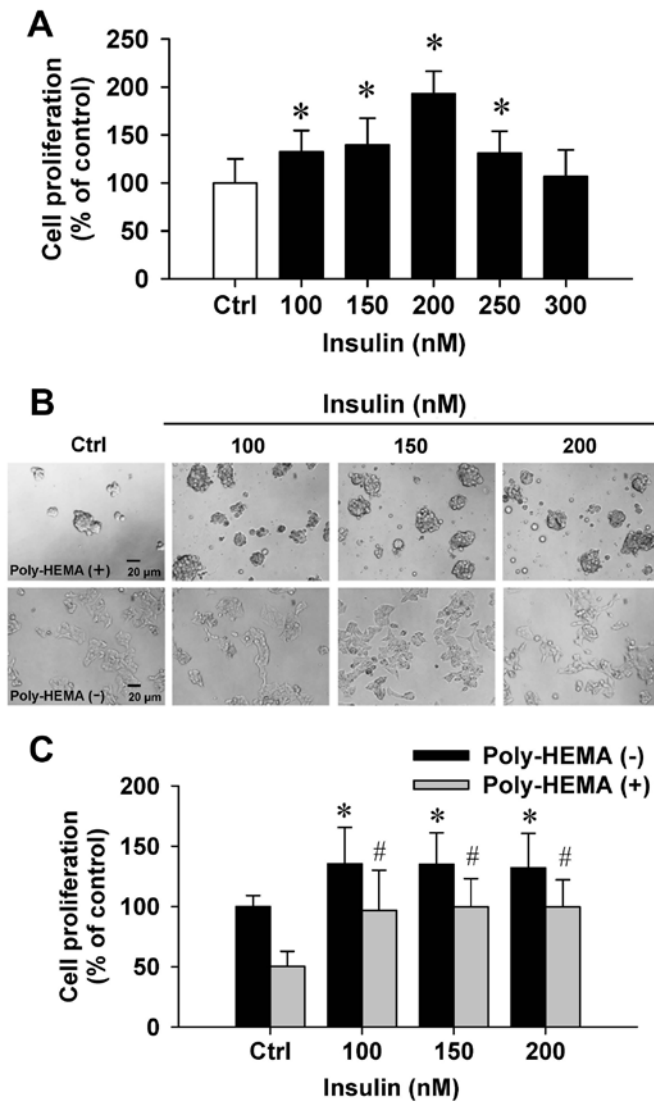 A
Cell proliferation
(% of control)
250
200
150
100
50
0
*
*
*
*
Ctrl 100 150 200 250 300
Insulin (nM)
B
Insulin (nM)
Ctrl 100 150 200
Poly-HEMA (+) 20 µm
Poly-HEMA (-) 20 µm
C
Poly-HEMA (-)
Poly-HEMA (+)
Cell proliferation
(% of control)
200
150
100
50
0
* # * # * #
Ctrl 100 150 200
Insulin (nM)